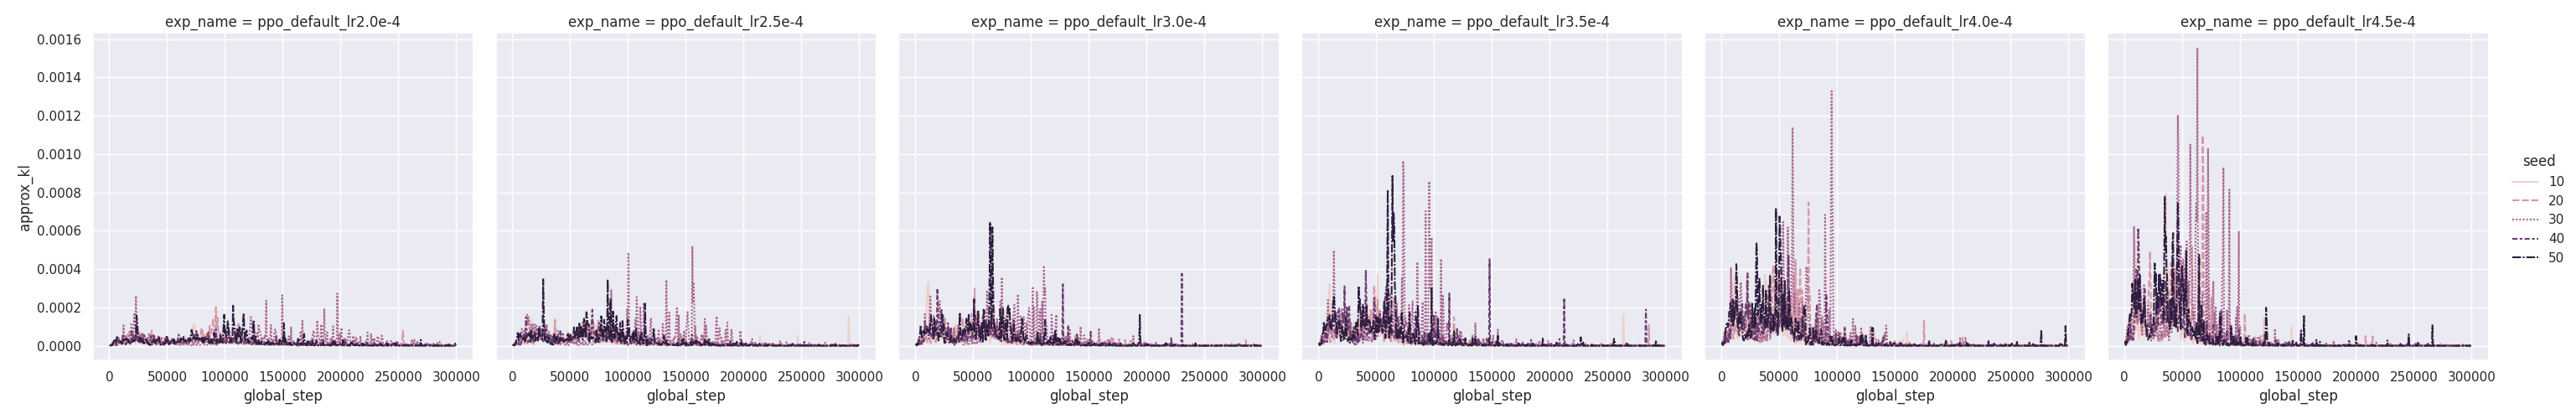 exp_name = ppo_default_lr2.0e-4
exp_name = ppo_default_lr2.5e-4
exp_name = ppo_default_lr3.0e-4
exp_name = ppo_default_lr3.5e-4
exp_name = ppo_default_lr4.0e-4
exp_name = ppo_default_lr4.5e-4
approx_kl
0.0016
0.0014
0.0012
0.0010
0.0008
0.0006
0.0004
0.0002
0.0000
0 50000 100000 150000 200000 250000 300000
0 50000 100000 150000 200000 250000 300000
0 50000 100000 150000 200000 250000 300000
0 50000 100000 150000 200000 250000 300000
0 50000 100000 150000 200000 250000 300000
0 50000 100000 150000 200000 250000 300000
global_step
global_step
global_step
global_step
global_step
global_step
seed
10
20
30
40
50